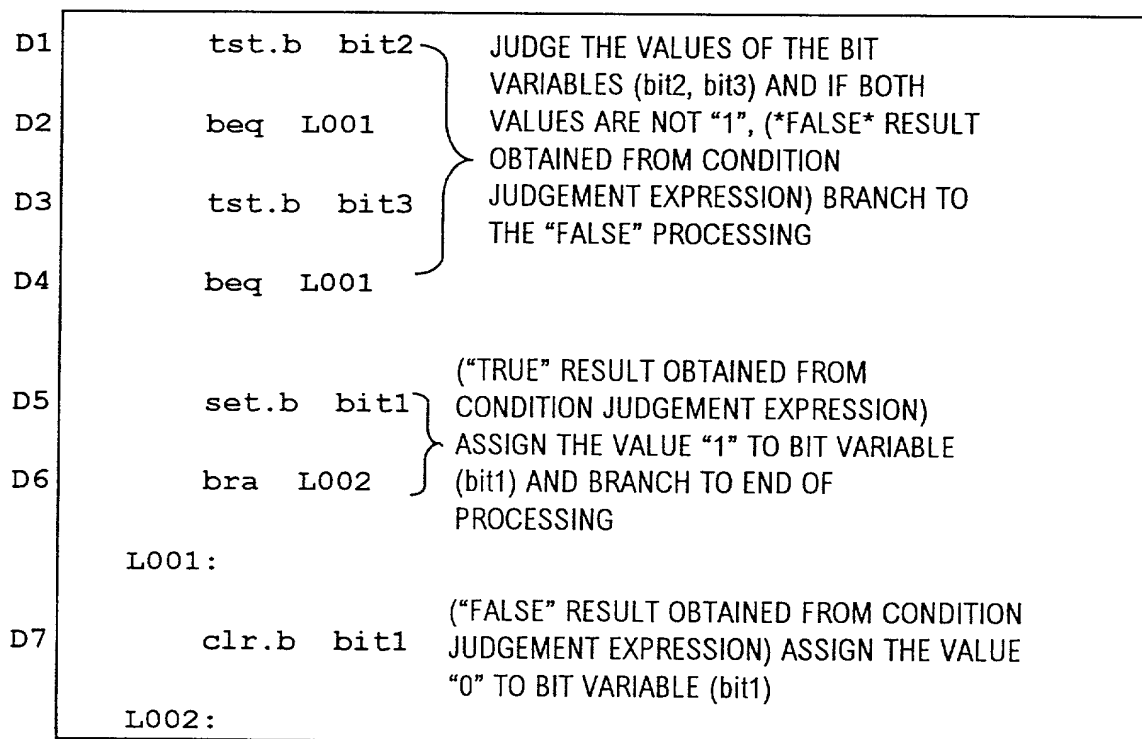 D1 tst.b bit2 JUDGE THE VALUES OF THE BIT
VARIABLES (bit2, bit3) AND IF BOTH
D2 beq L001 VALUES ARE NOT “1”, (*FALSE* RESULT
OBTAINED FROM CONDITION
D3 tst.b bit3 JUDGEMENT EXPRESSION) BRANCH TO
THE “FALSE” PROCESSING
D4 beq L001
(“TRUE” RESULT OBTAINED FROM
D5 set.b bit1 CONDITION JUDGEMENT EXPRESSION)
ASSIGN THE VALUE “1” TO BIT VARIABLE
D6 bra L002 (bit1) AND BRANCH TO END OF
PROCESSING
L001:
(“FALSE” RESULT OBTAINED FROM CONDITION
D7 clr.b bit1 JUDGEMENT EXPRESSION) ASSIGN THE VALUE
“0” TO BIT VARIABLE (bit1)
L002: